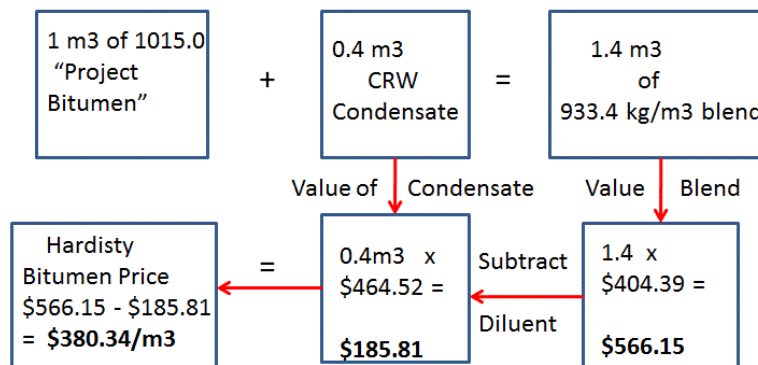 1 m3 of 1015.0
“Project
Bitumen”
+
0.4 m3
CRW
Condensate
=
1.4 m3
of
933.4 kg/m3 blend
Value of Condensate
Value Blend
Hardisty
Bitumen Price
$566.15 - $185.81
= $380.34/m3
=
0.4m3 x
$464.52 =
$185.81
Subtract
Diluent
1.4 x
$404.39 =
$566.15